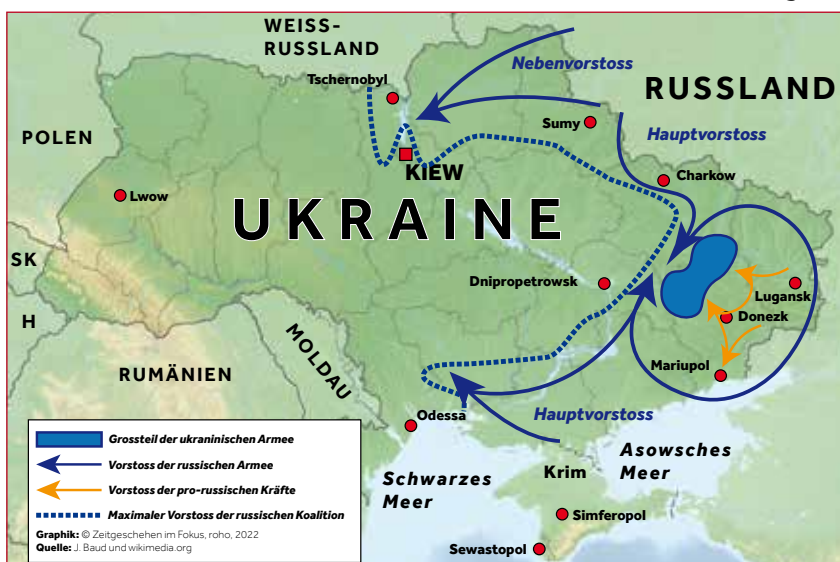 WEISS-
RUSSLAND
Tschernobyl
Nebenvorstoss
RUSSLAND
POLEN
Sumy
Hauptvorstoss
KIEW
Charkow
Lwow
UKRAINE
SK
Dnipropetrowsk
Lugansk
H
Donezk
MOLDAU
RUMÄNIEN
Mariupol
Odessa
Hauptvorstoss
Grossteil der ukraninischen Armee
Vorstoss der russischen Armee
Vorstoss der pro-russischen Kräfte
Maximaler Vorstoss der russischen Koalition
Graphik: © Zeitgeschehen im Fokus, roho, 2022
Quelle: J. Baud und wikimedia.org
Schwarzes
Meer
Asowsches
Meer
Krim
Simferopol
Sewastopol